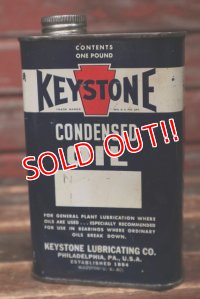 CONTENTS
ONE POUND
KEYSTONE
CONDENSED
OIL
SOLD OUT!!
FOR GENERAL PLANT LUBRICATION WHERE
OILS ARE USED...ESPECIALLY RECOMMENDED
FOR USE IN BEARINGS WHERE ORDINARY
OILS BREAK DOWN.
KEYSTONE LUBRICATING CO.
PHILADELPHIA, PA., U.S.A.
ESTABLISHED 1884